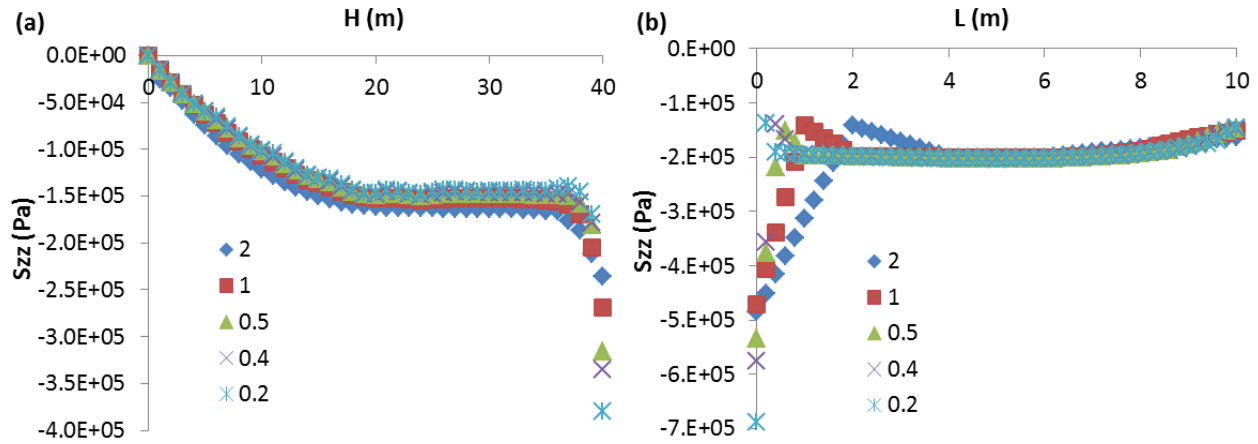 (a)
H (m)
0.0E+00
-5.0E+04
-1.0E+05
-1.5E+05
-2.0E+05
-2.5E+05
-3.0E+05
-3.5E+05
-4.0E+05
0
10
20
30
40
Szz (Pa)
2
1
0.5
0.4
0.2
(b)
L (m)
0.E+00
-1.E+05
-2.E+05
-3.E+05
-4.E+05
-5.E+05
-6.E+05
-7.E+05
0
2
4
6
8
10
Szz (Pa)
2
1
0.5
0.4
0.2